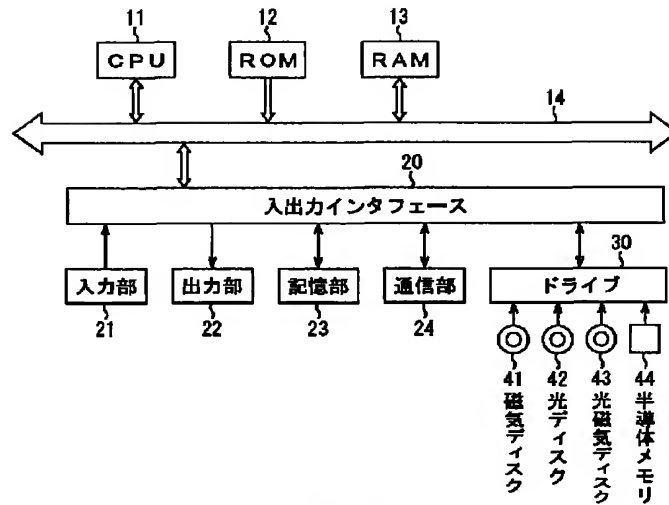 11 12 13
CPU ROM RAM
14
20
入出力インタフェース
30
入力部 出力部 記憶部 通信部 ドライブ
21 22 23 24
41 磁気ディスク
42 光ディスク
43 光磁気ディスク
44 半導体メモリ